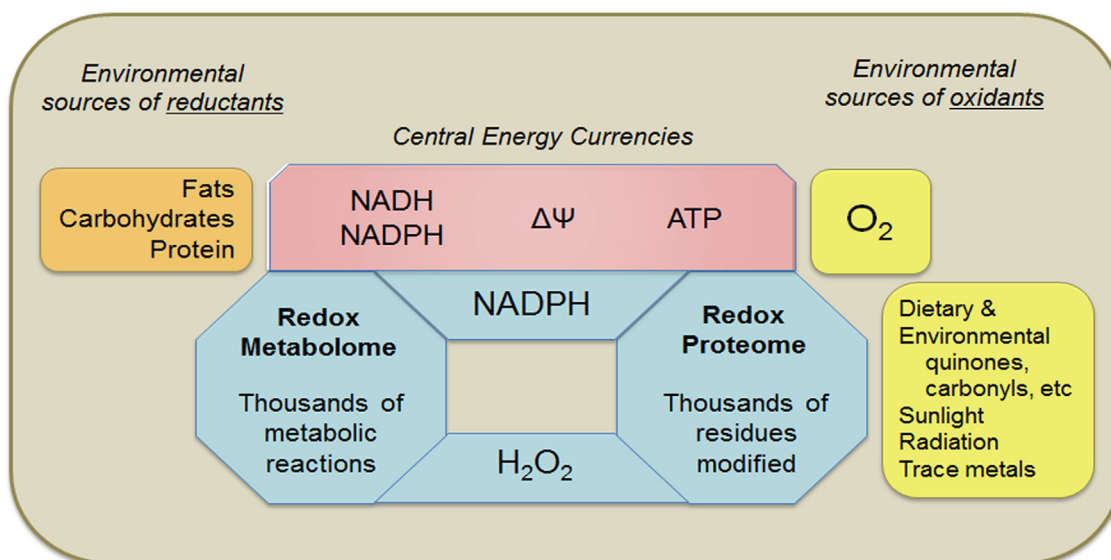 Environmental
sources of reductants
Environmental
sources of oxidants
Central Energy Currencies
Fats
Carbohydrates
Protein
NADH
NADPH
ΔΨ
ATP
O₂
NADPH
Redox
Metabolome
Thousands of
metabolic
reactions
Redox
Proteome
Thousands of
residues
modified
H₂O₂
Dietary &
Environmental
quinones,
carbonyls, etc
Sunlight
Radiation
Trace metals